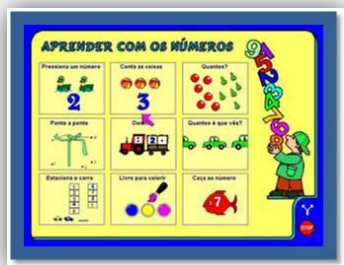 APRENDER COM OS NÚMEROS
Pressiona um número
Conta as coisas
Quantos?
2
3
Ponto a ponto
Quantos é que vês?
Estaciona o carro
Livro para colorir
Caça ao número
7
STOP